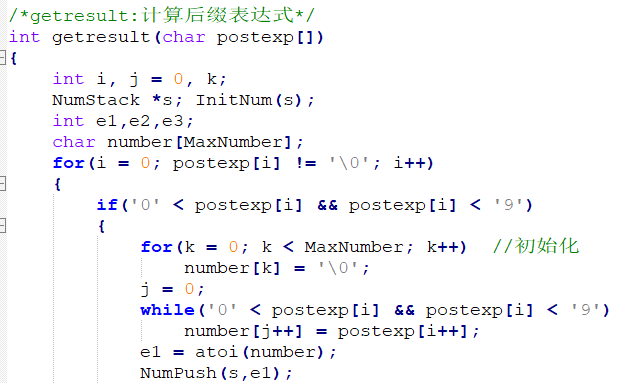 /*getresult:计算后缀表达式*/
int getresult(char postexp[])
{
    int i, j = 0, k;
    NumStack *s; InitNum(s);
    int e1,e2,e3;
    char number[MaxNumber];
    for(i = 0; postexp[i] != '\0'; i++)
    {
        if('0' < postexp[i] && postexp[i] < '9')
        {
            for(k = 0; k < MaxNumber; k++)  //初始化
                number[k] = '\0';
            j = 0;
            while('0' < postexp[i] && postexp[i] < '9')
                number[j++] = postexp[i++];
            e1 = atoi(number);
            NumPush(s,e1);